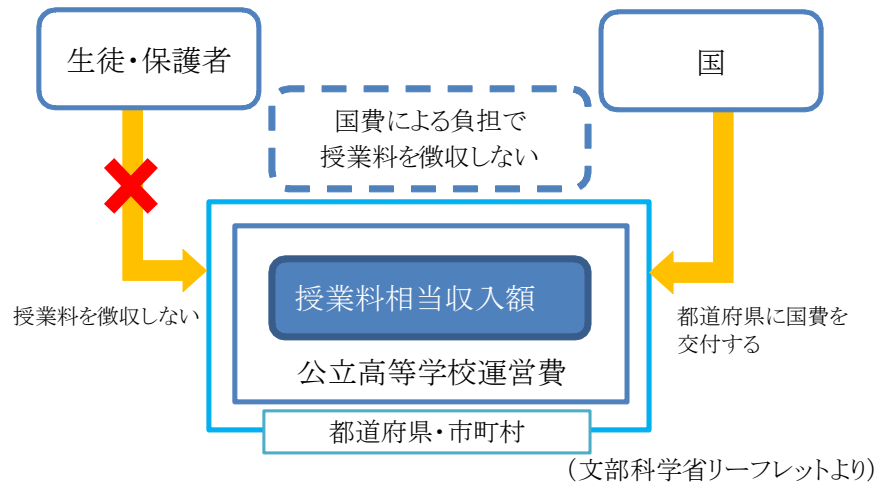 生徒・保護者
国
国費による負担で
授業料を徴収しない
授業料相当収入額
授業料を徴収しない
都道府県に国費を
交付する
公立高等学校運営費
都道府県・市町村
（文部科学省リーフレットより）